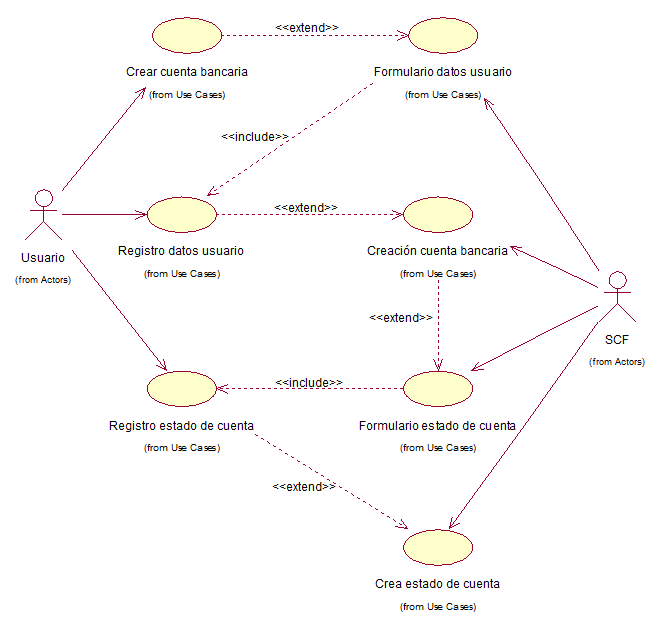 <<extend>>
Crear cuenta bancaria
(from Use Cases)
Formulario datos usuario
(from Use Cases)
<<include>>
<<extend>>
Usuario
(from Actors)
Registro datos usuario
(from Use Cases)
Creación cuenta bancaria
(from Use Cases)
<<extend>>
SCF
(from Actors)
<<include>>
Registro estado de cuenta
(from Use Cases)
Formulario estado de cuenta
(from Use Cases)
<<extend>>
Crea estado de cuenta
(from Use Cases)